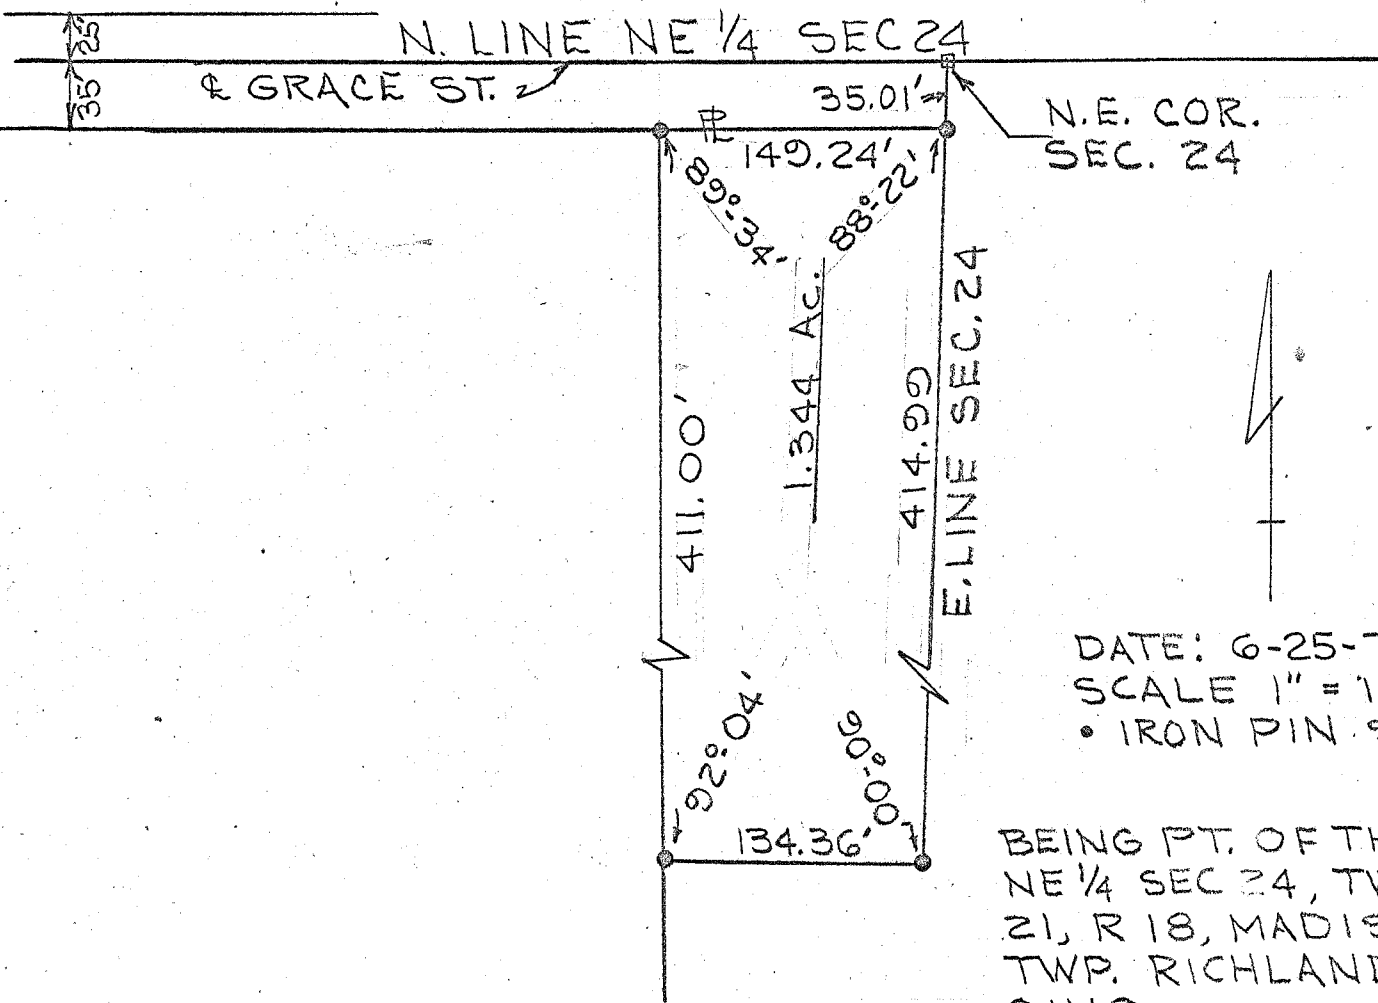 25'
N. LINE NE 1/4 SEC 24
35'
℄ GRACE ST.
35.01'
N.E. COR.
SEC. 24
℄
149.24'
89°-34'
88°-22'
1.344 Ac.
411.00'
414.99
E. LINE SEC. 24
DATE: 6-25-
SCALE 1" = 1
• IRON PIN
92°-04'
90°-00'
134.36'
BEING PT. OF TH
NE 1/4 SEC 24, TW
21, R 18, MADIS
TWP. RICHLAND